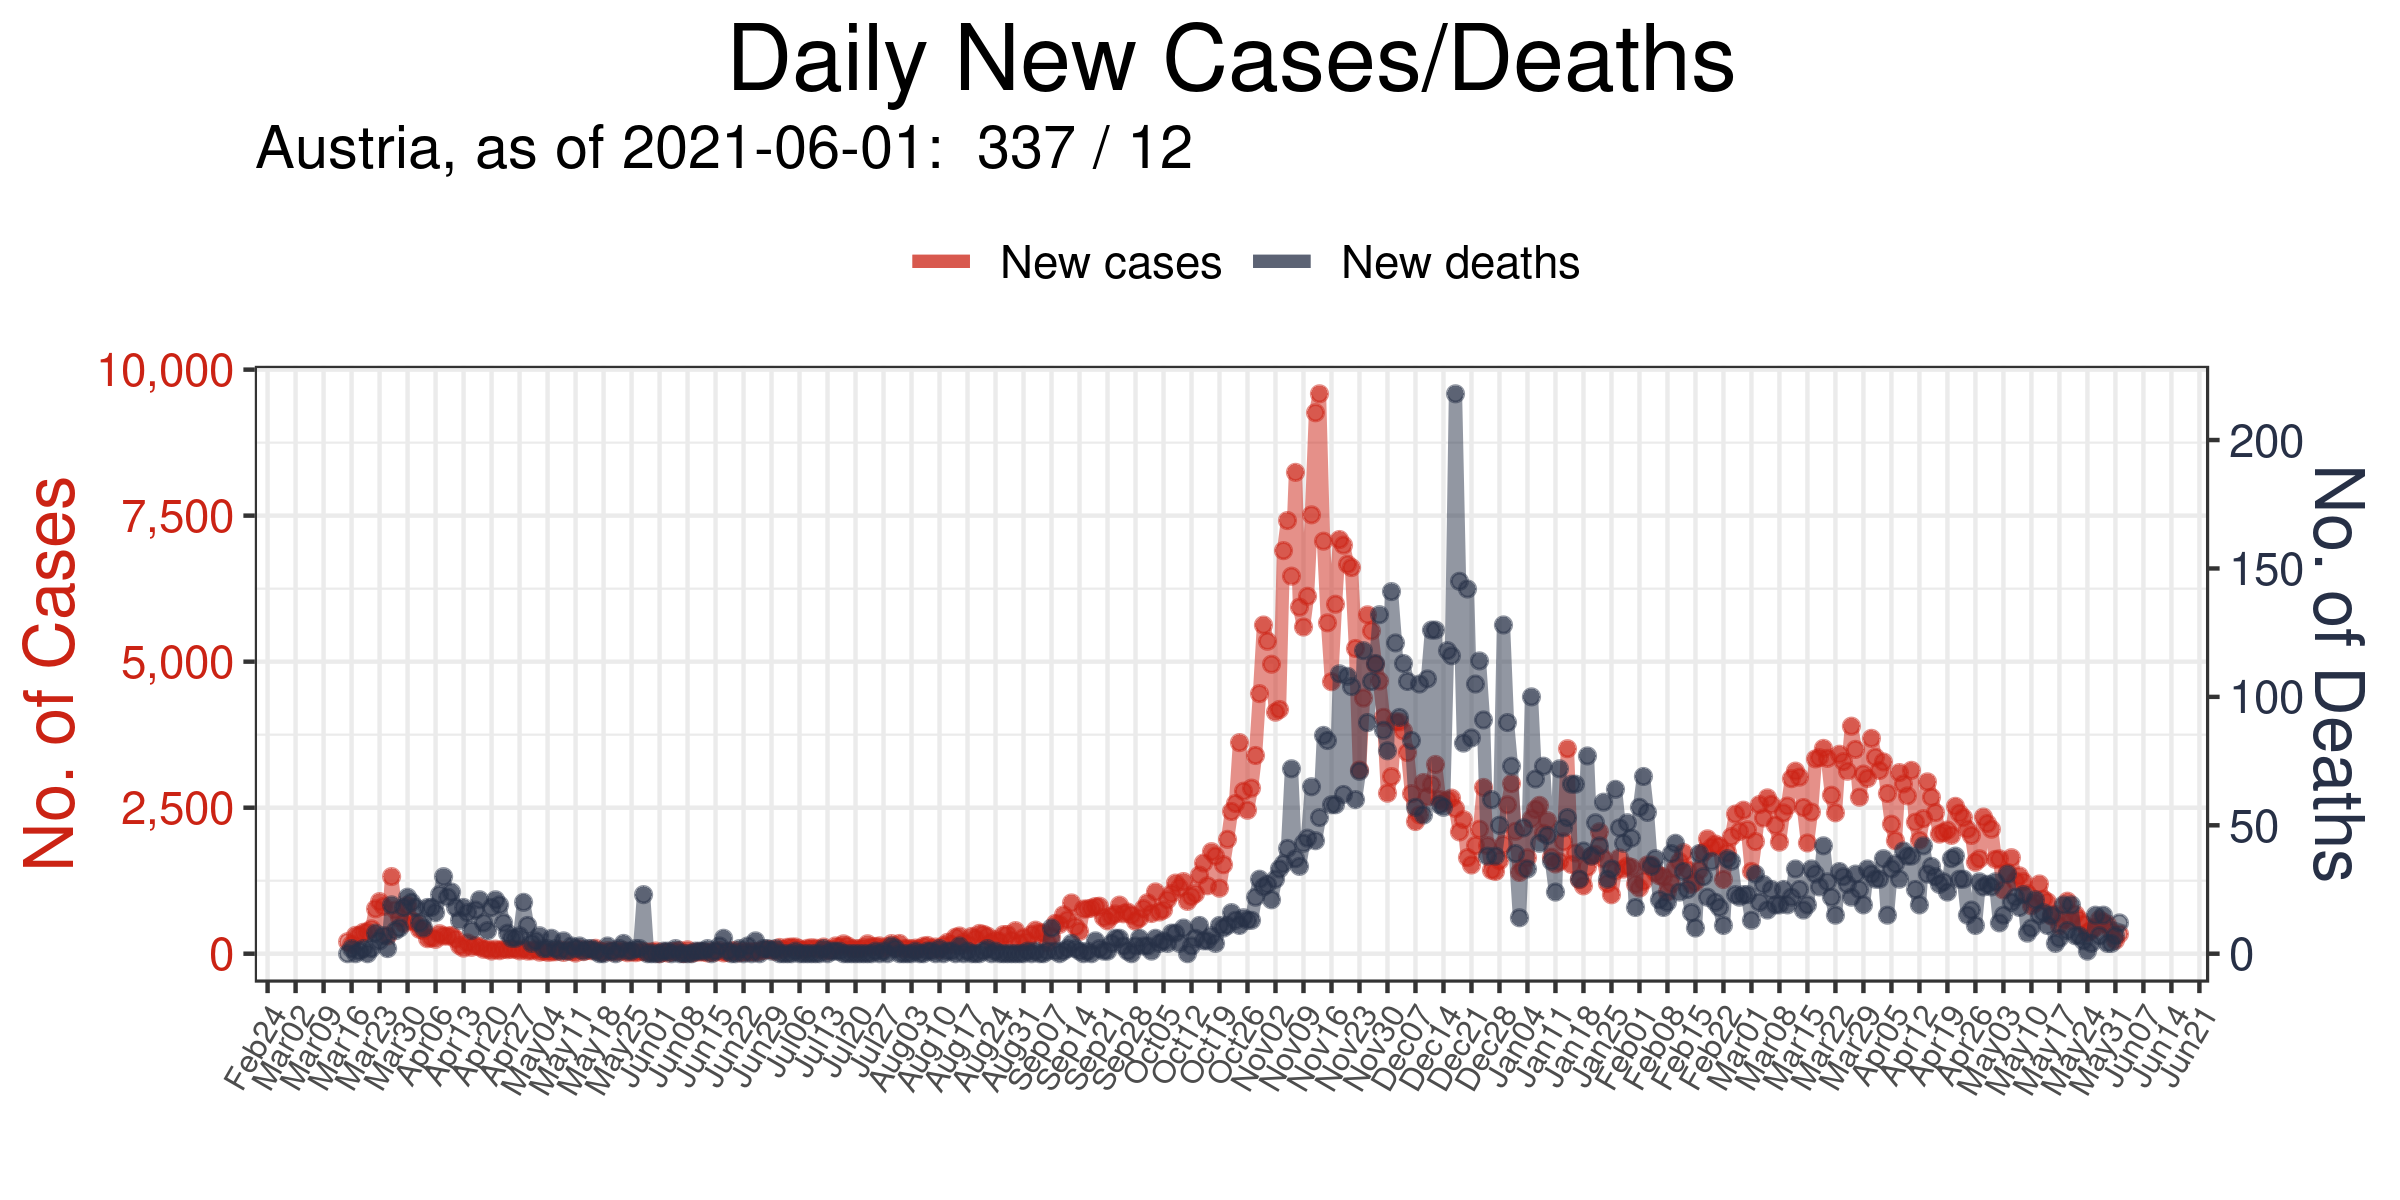 Daily New Cases/Deaths
Austria, as of 2021-06-01:  337 / 12
New cases
New deaths
No. of Cases
10,000
7,500
5,000
2,500
0
200
150
100
50
0
No. of Deaths
Feb24
Mar02
Mar09
Mar16
Mar23
Mar30
Apr06
Apr13
Apr20
Apr27
May04
May11
May18
May25
Jun01
Jun08
Jun15
Jun22
Jun29
Jul06
Jul13
Jul20
Jul27
Aug03
Aug10
Aug17
Aug24
Aug31
Sep07
Sep14
Sep21
Sep28
Oct05
Oct12
Oct19
Oct26
Nov02
Nov09
Nov16
Nov23
Nov30
Dec07
Dec14
Dec21
Dec28
Jan04
Jan11
Jan18
Jan25
Feb01
Feb08
Feb15
Feb22
Mar01
Mar08
Mar15
Mar22
Mar29
Apr05
Apr12
Apr19
Apr26
May03
May10
May17
May24
May31
Jun07
Jun14
Jun21